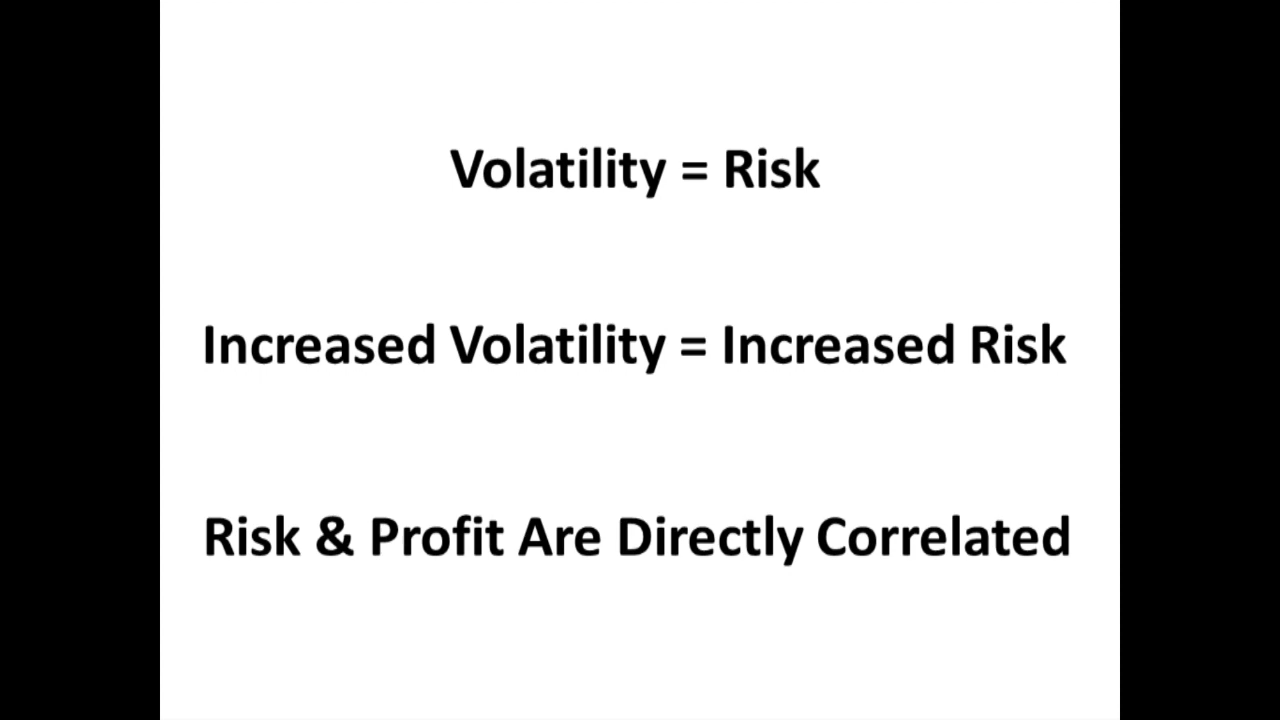 Volatility = Risk
Increased Volatility = Increased Risk
Risk & Profit Are Directly Correlated